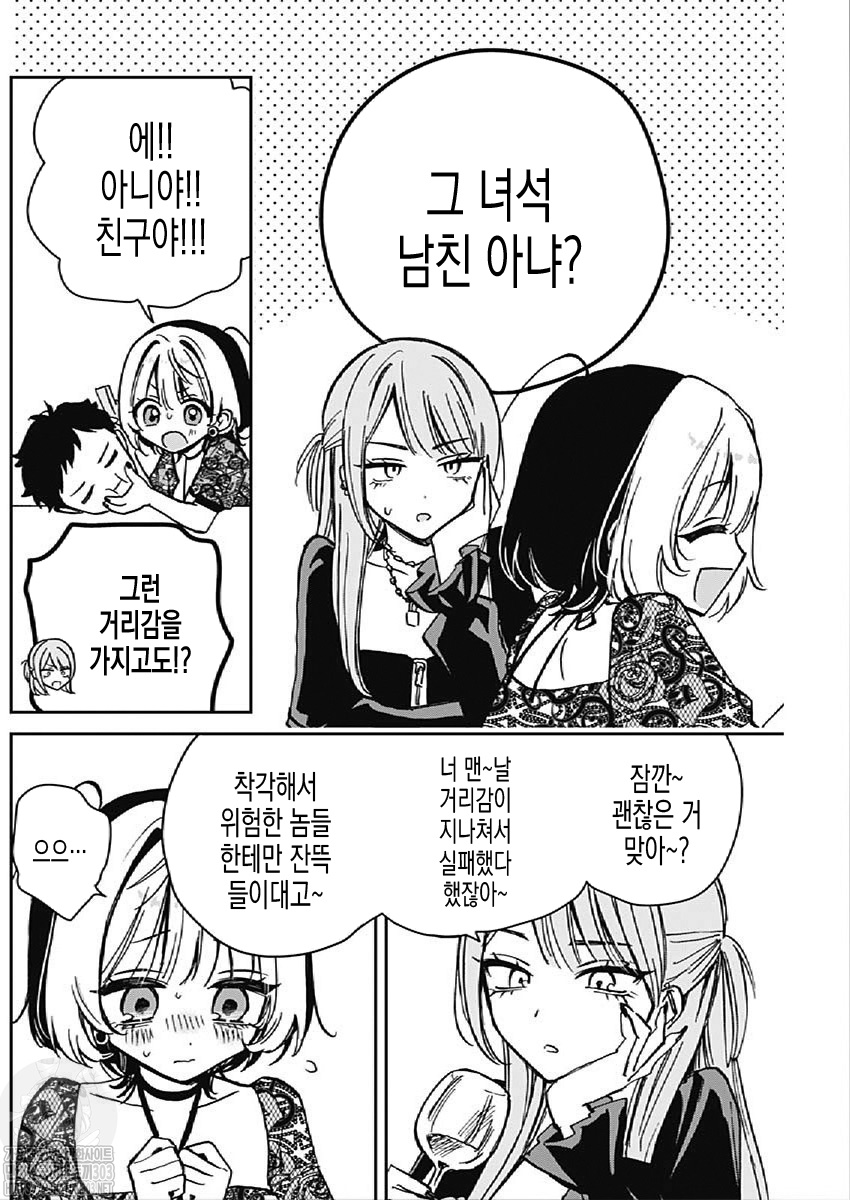 그 녀석
남친 아냐?
에!!
아니야!!
친구야!!!
그런
거리감을
가지고도!?
잠깐~
괜찮은 거
맞아~?
너 맨~날
거리감이
지나쳐서
실패했다
했잖아~
착각해서
위험한 놈들
한테만 잔뜩
들이대고~
으으...